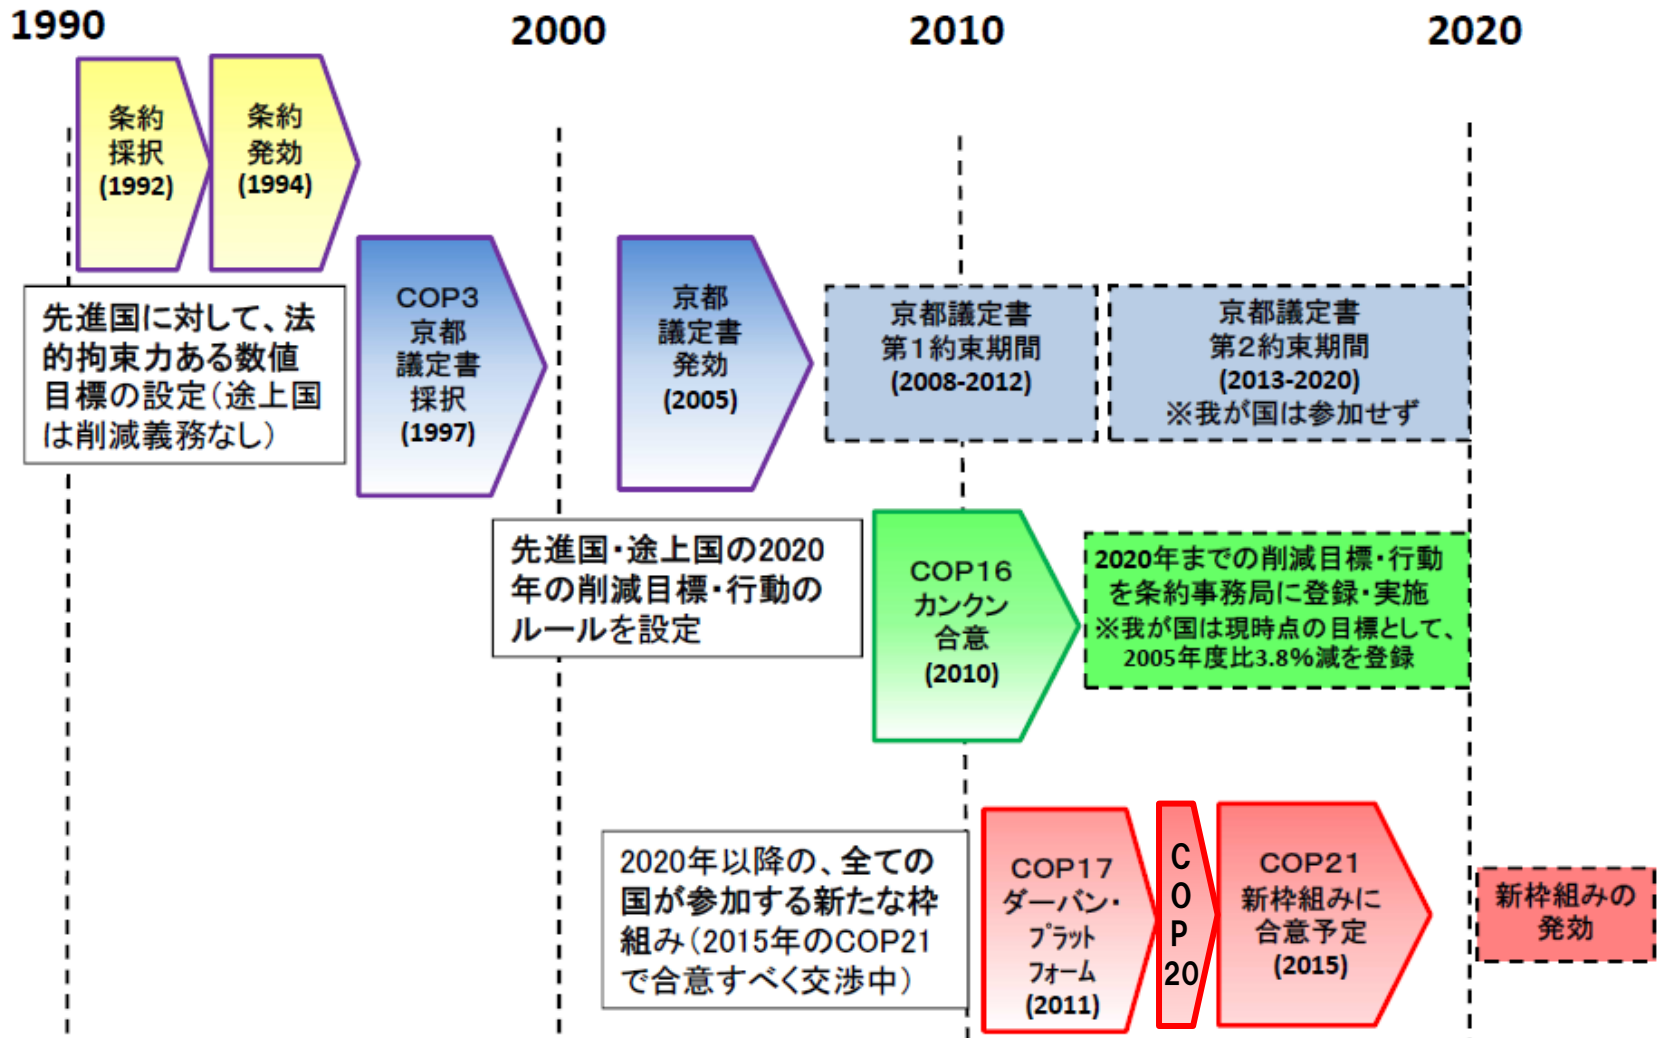 1990
2000
2010
2020
条約
採択
(1992)
条約
発効
(1994)
先進国に対して、法
的拘束力ある数値
目標の設定(途上国
は削減義務なし)
COP3
京都
議定書
採択
(1997)
京都
議定書
発効
(2005)
京都議定書
第1約束期間
(2008-2012)
京都議定書
第2約束期間
(2013-2020)
※我が国は参加せず
先進国・途上国の2020
年の削減目標・行動の
ルールを設定
COP16
カンクン
合意
(2010)
2020年までの削減目標・行動
を条約事務局に登録・実施
※我が国は現時点の目標として、
2005年度比3.8%減を登録
2020年以降の、全ての
国が参加する新たな枠
組み(2015年のCOP21
で合意すべく交渉中)
COP17
ダーバン・
プラット
フォーム
(2011)
C
O
P
20
COP21
新枠組みに
合意予定
(2015)
新枠組みの
発効